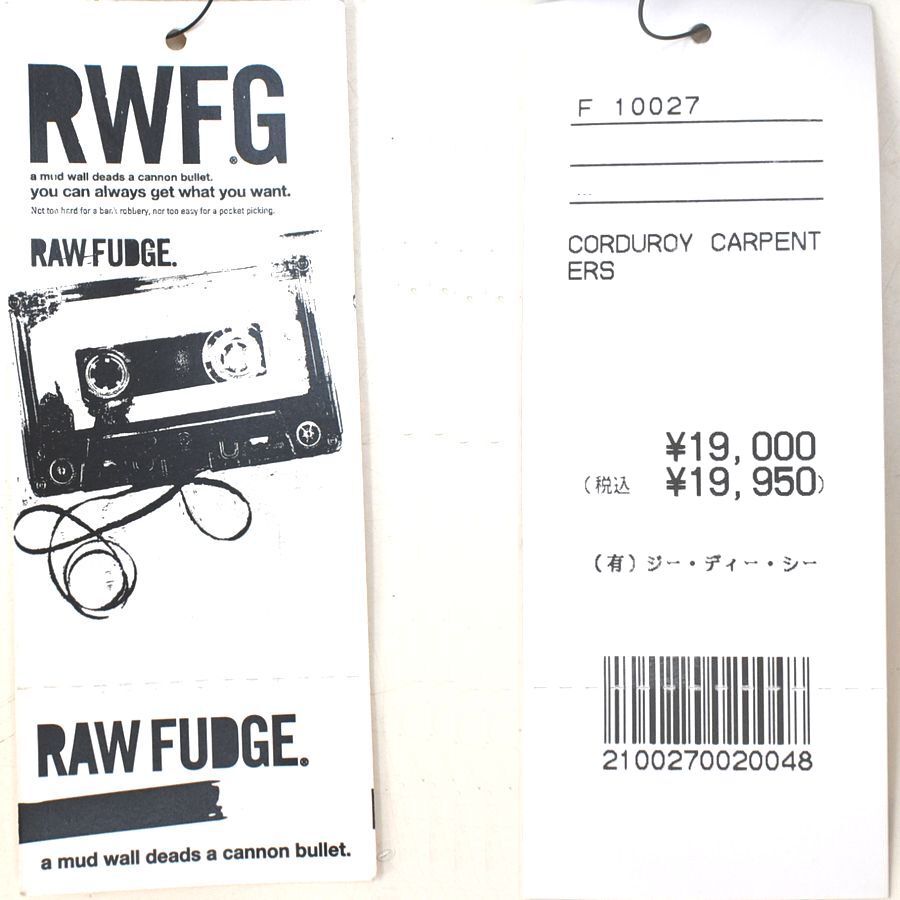 RWFG®
a mud wall deads a cannon bullet.
you can always get what you want.
Not too hard for a bank robbery, nor too easy for a pocket picking.
RAW FUDGE.
RAW FUDGE®
a mud wall deads a cannon bullet.
F 10027
...
CORDUROY CARPENT
ERS
¥19,000
(税込 ¥19,950)
(有)ジー・ディー・シー
2100270020048